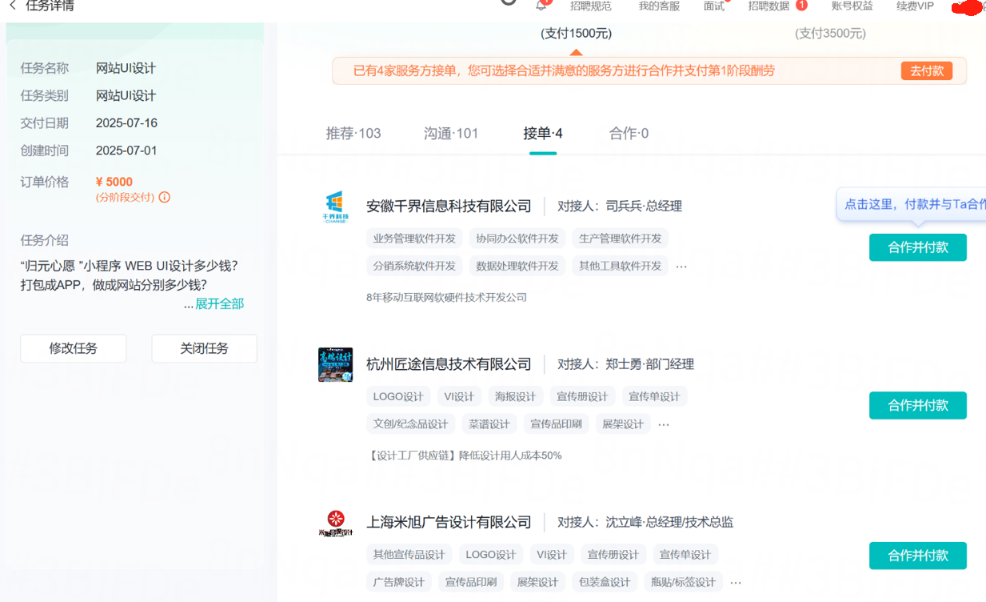 任务详情
招聘规范
我的客服
面试
招聘数据
1
账号权益
续费VIP
任务名称 网站UI设计
任务类别 网站UI设计
交付日期 2025-07-16
创建时间 2025-07-01
订单价格 ¥ 5000
(分阶段交付)
任务介绍
“归元心愿 ”小程序 WEB UI设计多少钱?
打包成APP，做成网站分别多少钱?
...展开全部
修改任务 关闭任务
(支付1500元) (支付3500元)
已有4家服务方接单，您可选择合适并满意的服务方进行合作并支付第1阶段酬劳 去付款
推荐·103 沟通·101 接单·4 合作·0
千界科技
安徽千界信息科技有限公司 对接人：司兵兵·总经理
业务管理软件开发 协同办公软件开发 生产管理软件开发
分销系统软件开发 数据处理软件开发 其他工具软件开发 ...
8年移动互联网软硬件技术开发公司
点击这里，付款并与Ta合作
合作并付款
杭州匠途信息技术有限公司 对接人：郑士勇·部门经理
LOGO设计 VI设计 海报设计 宣传册设计 宣传单设计
文创/纪念品设计 菜谱设计 宣传品印刷 展架设计 ...
【设计工厂供应链】降低设计用人成本50%
合作并付款
上海米旭广告设计有限公司 对接人：沈立峰·总经理/技术总监
其他宣传品设计 LOGO设计 VI设计 宣传册设计 宣传单设计
广告牌设计 宣传品印刷 展架设计 包装盒设计 瓶贴/标签设计 ...
合作并付款